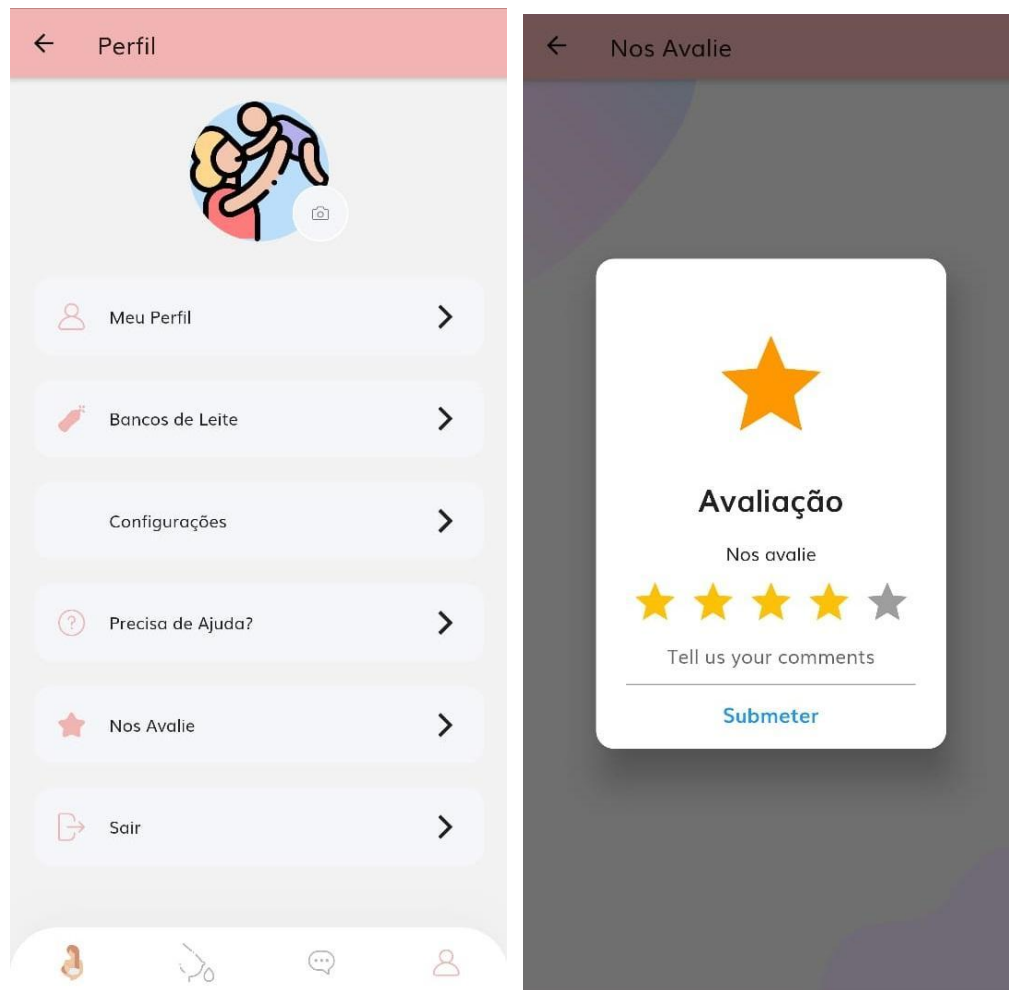 Perfil
Meu Perfil
Bancos de Leite
Configurações
Precisa de Ajuda?
Nos Avalie
Sair
Nos Avalie
Avaliação
Nos avalie
Tell us your comments
Submeter